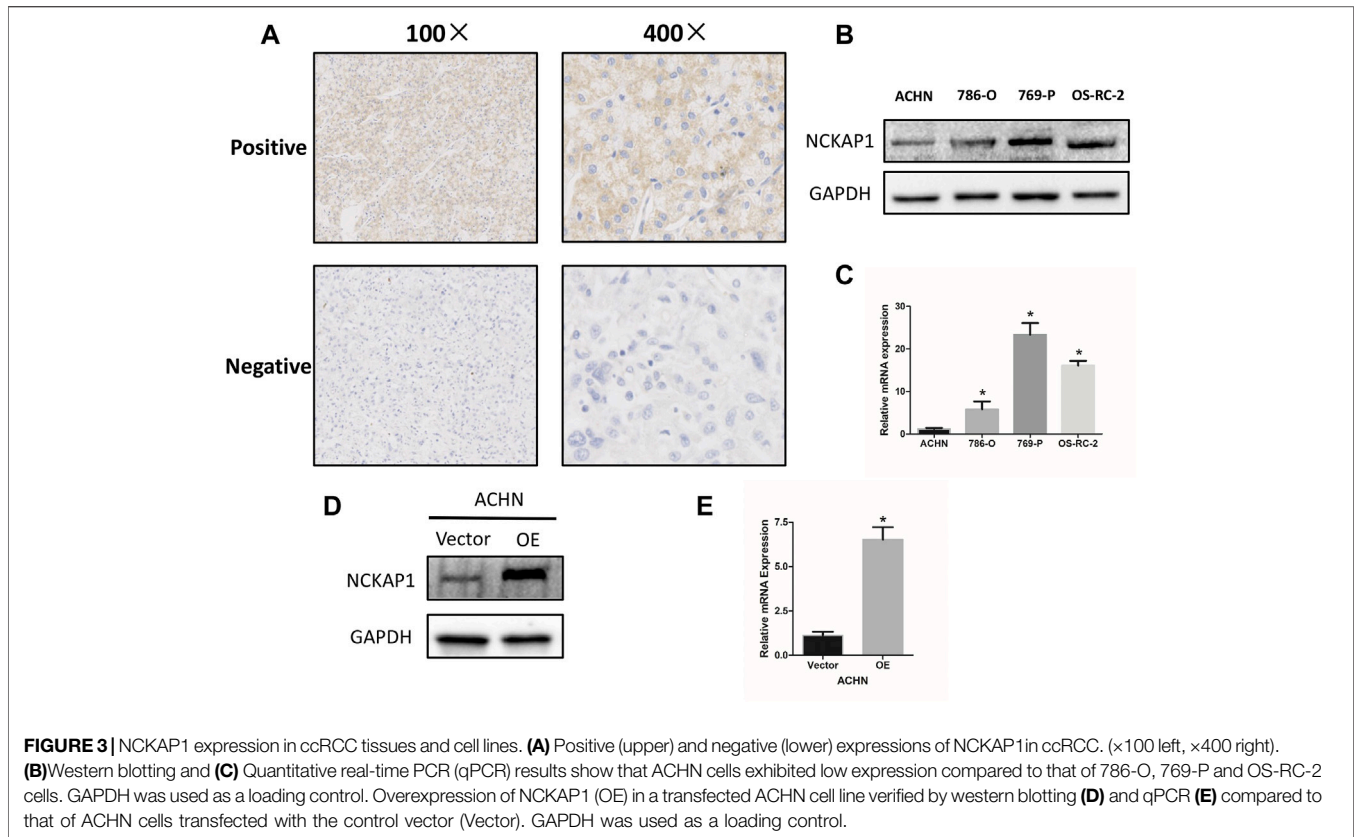 A
100× 400×
Positive
Negative
B
ACHN 786-O 769-P OS-RC-2
NCKAP1
GAPDH
C
Relative mRNA expression
30
20
10
0
* * *
ACHN 786-O 769-P OS-RC-2
D
ACHN
Vector OE
NCKAP1
GAPDH
E
Relative mRNA Expression
7.5
5.0
2.5
0.0
*
Vector OE
ACHN
FIGURE 3 | NCKAP1 expression in ccRCC tissues and cell lines. (A) Positive (upper) and negative (lower) expressions of NCKAP1in ccRCC. (×100 left, ×400 right).
(B)Western blotting and (C) Quantitative real-time PCR (qPCR) results show that ACHN cells exhibited low expression compared to that of 786-O, 769-P and OS-RC-2
cells. GAPDH was used as a loading control. Overexpression of NCKAP1 (OE) in a transfected ACHN cell line verified by western blotting (D) and qPCR (E) compared to
that of ACHN cells transfected with the control vector (Vector). GAPDH was used as a loading control.